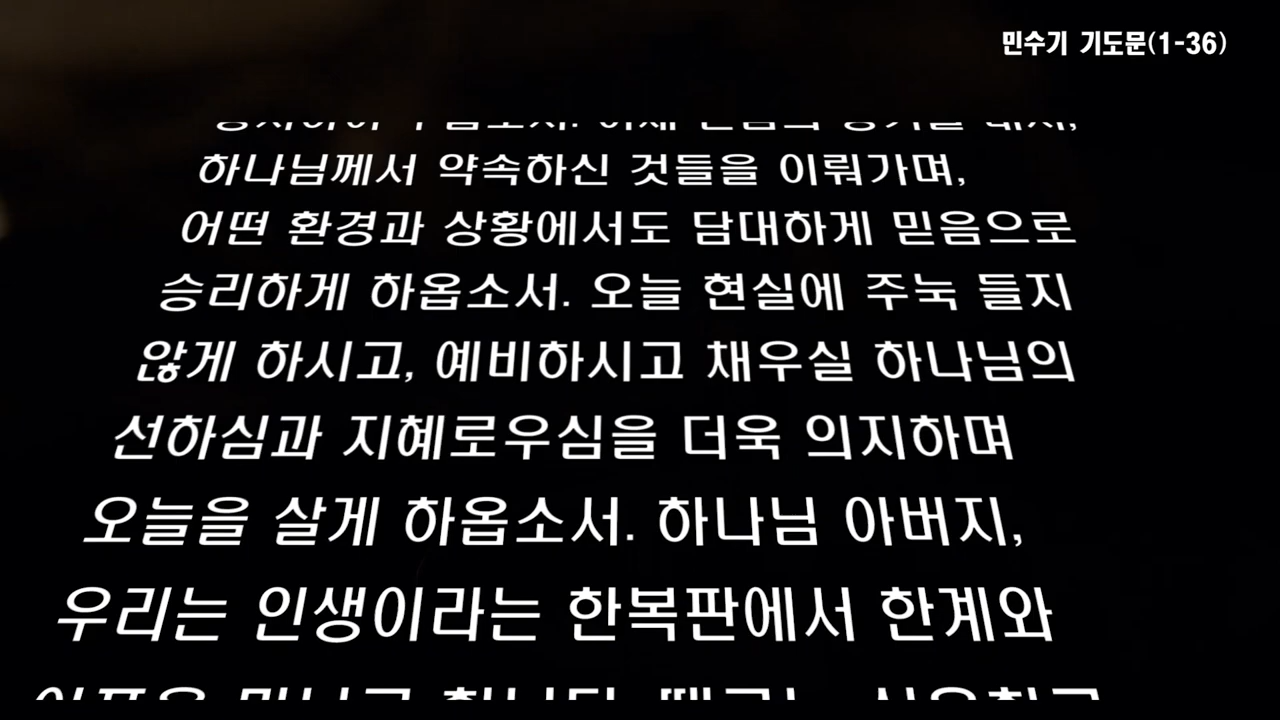 민수기 기도문(1-36)
하나님께서 약속하신 것들을 이뤄가며,
어떤 환경과 상황에서도 담대하게 믿음으로
승리하게 하옵소서. 오늘 현실에 주눅 들지
않게 하시고, 예비하시고 채우실 하나님의
선하심과 지혜로우심을 더욱 의지하며
오늘을 살게 하옵소서. 하나님 아버지,
우리는 인생이라는 한복판에서 한계와